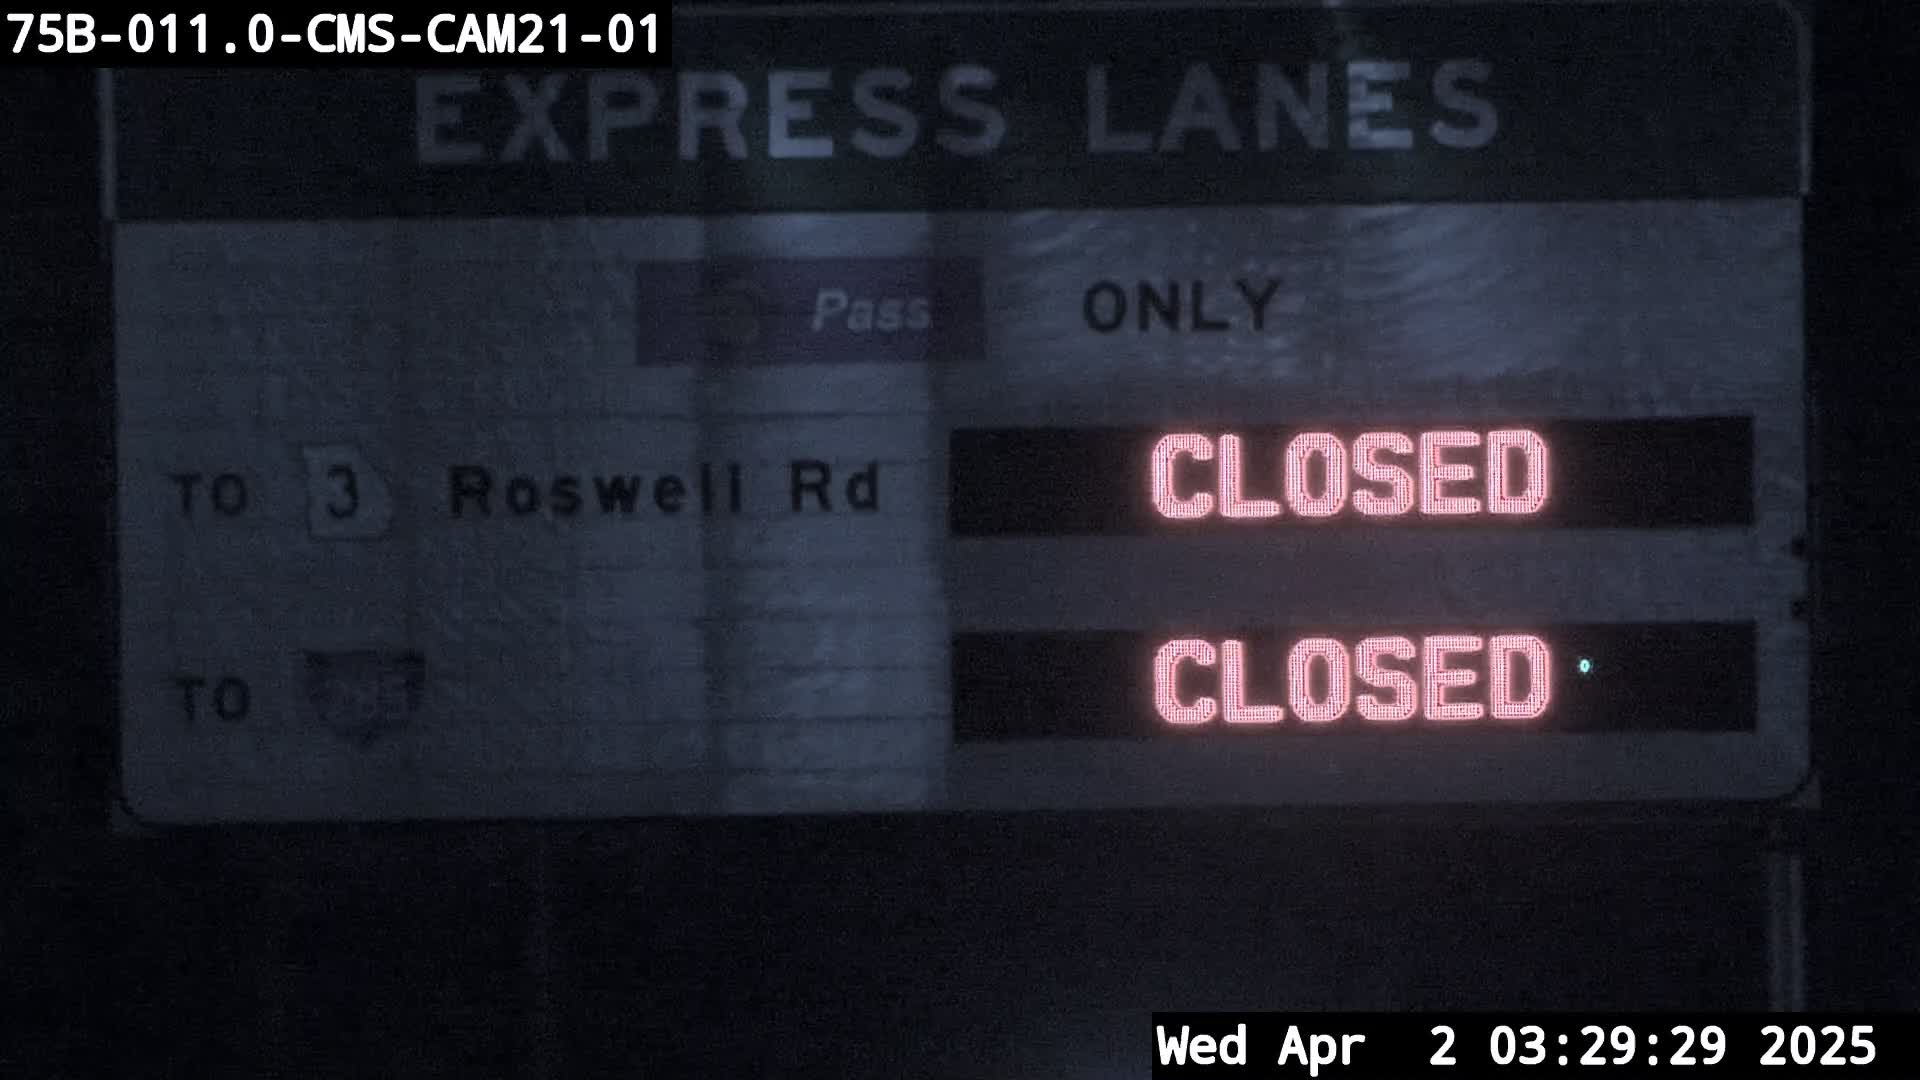 75B-011.0-CMS-CAM21-01
EXPRESS LANES
Pass ONLY
TO 3 Roswell Rd CLOSED
TO CLOSED
Wed Apr 2 03:29:29 2025